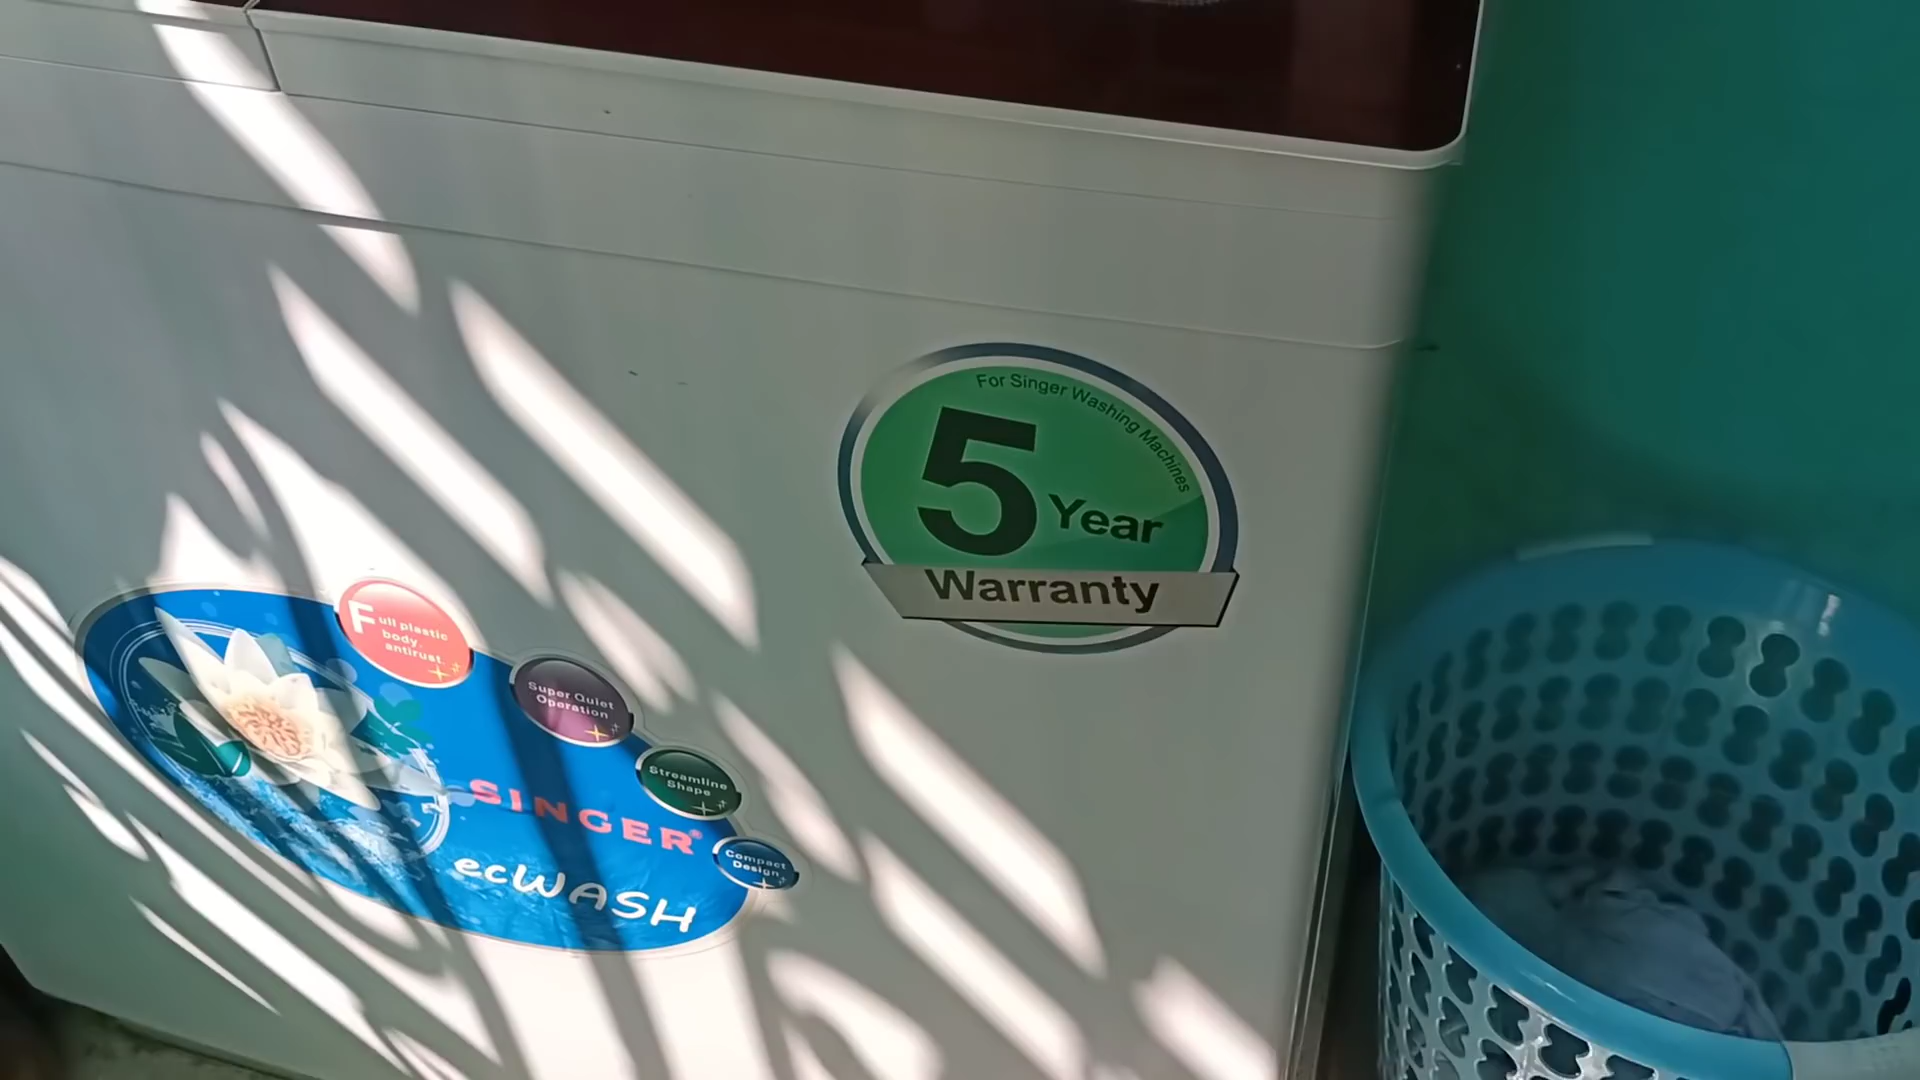 For Singer Washing Machines
5 Year
Warranty
Full plastic
body,
antirust.
Super Quiet
Operation
Streamline
Shape
SINGER®
Compact
Design
ecWASH